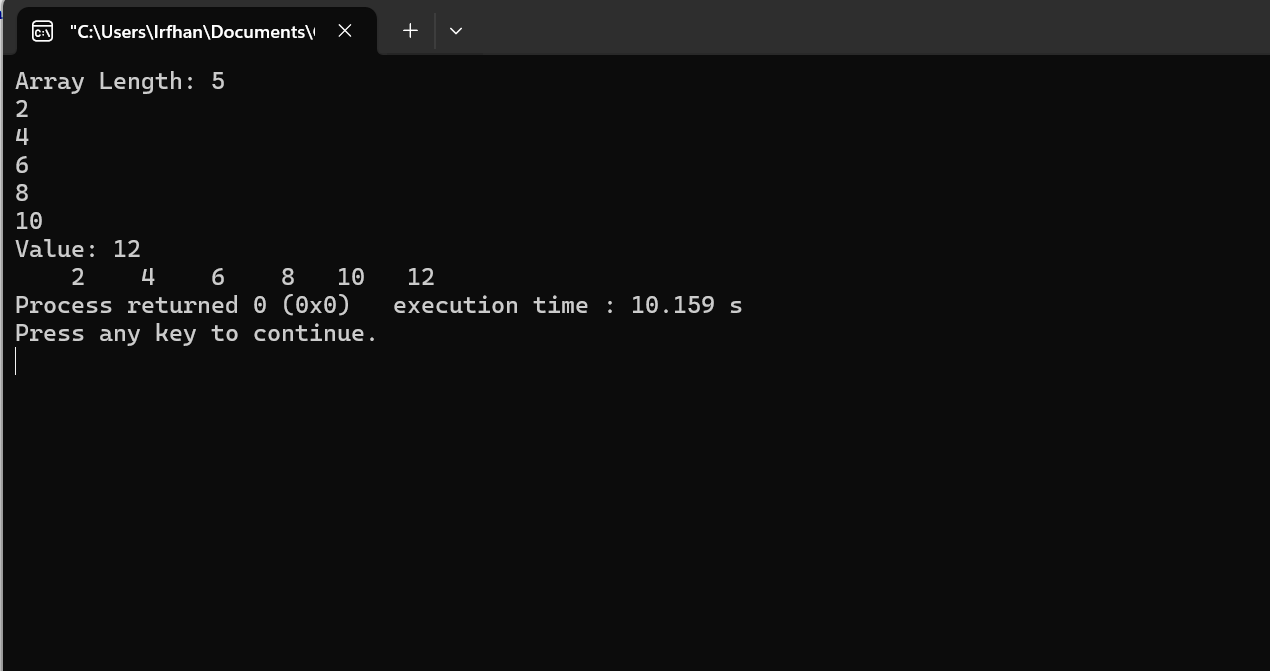 "C:\Users\Irfhan\Documents\
Array Length: 5
2
4
6
8
10
Value: 12
    2    4    6    8   10   12
Process returned 0 (0x0)   execution time : 10.159 s
Press any key to continue.